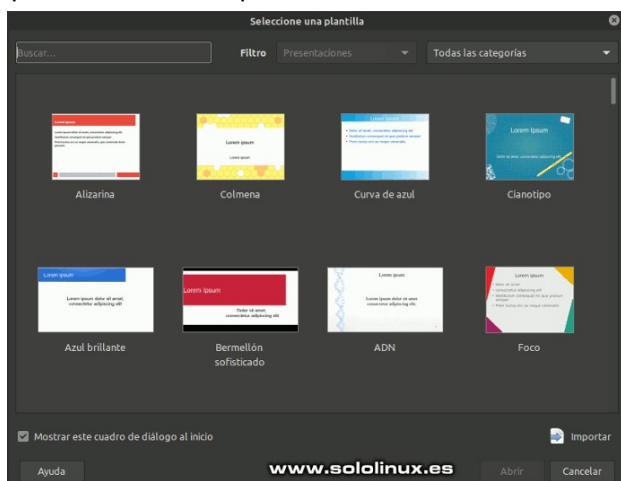 Seleccione una plantilla
Buscar...
Filtro
Presentaciones
Todas las categorías
Lorem ipsum
Lorem ipsum
Lorem ipsum
Lorem ipsum
Lorem ipsum
Alizarina
Colmena
Curva de azul
Cianotipo
Lorem ipsum
Lorem ipsum dolor sit amet,
consectetur adipiscing elit
Lorem ipsum
Dolor sit amet,
consectetur adipiscing elit
Lorem ipsum
Lorem ipsum dolor sit amet
consectetur adipiscing elit.
Lorem ipsum
Azul brillante
Bermellón
sofisticado
ADN
Foco
Mostrar este cuadro de diálogo al inicio
Importar
Ayuda
www.sololinux.es
Abrir
Cancelar